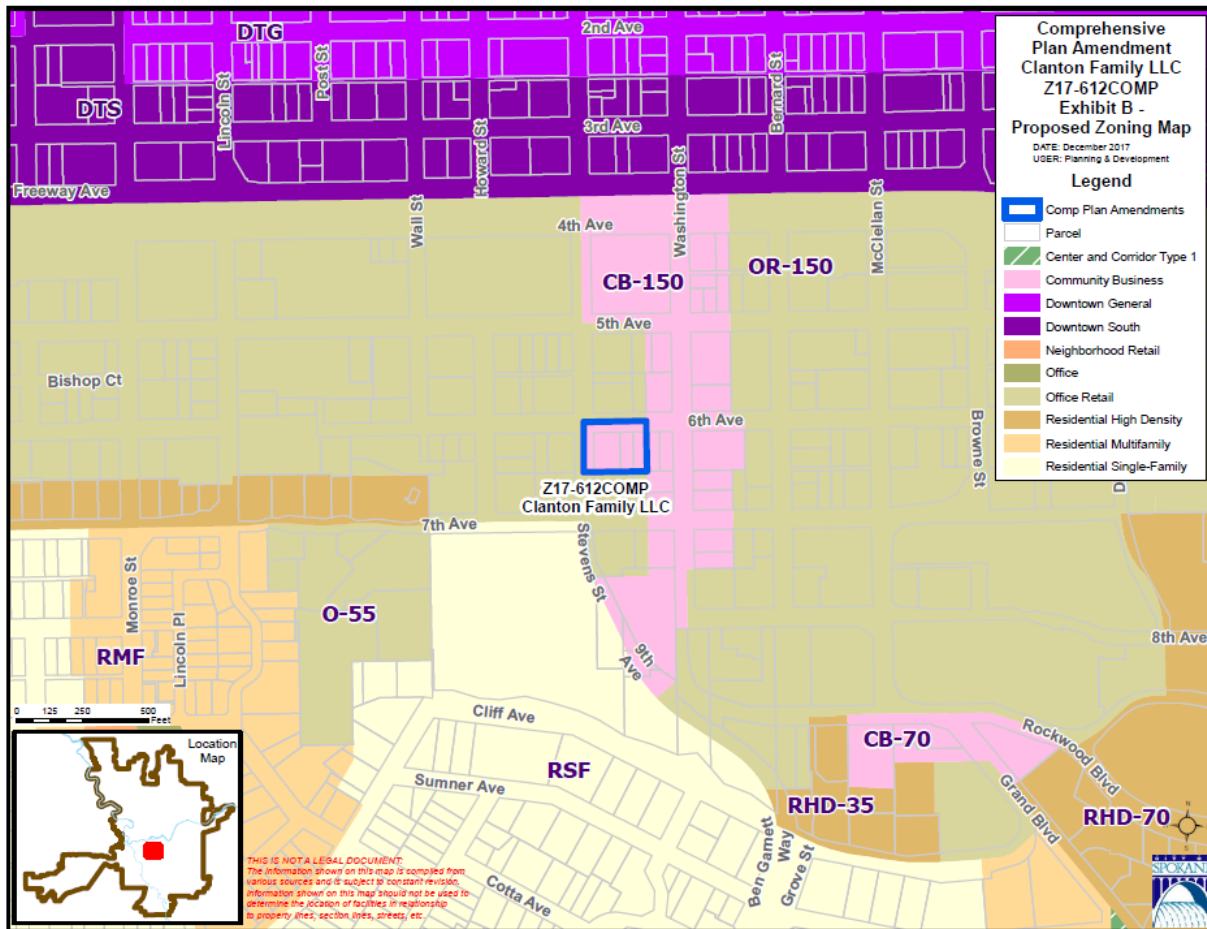 DTG
2nd Ave
Post St
Lincoln St
Bernard St
DTS
3rd Ave
Howard St
Washington St
Freeway Ave
Wall St
4th Ave
McClellan St
CB-150
OR-150
5th Ave
Bishop Ct
6th Ave
Browne St
D
Z17-612COMP
Clanton Family LLC
7th Ave
Stevens St
Monroe St
Lincoln Pl
O-55
RMF
9th
Ave
8th Ave
Cliff Ave
CB-70
Rockwood Blvd
RSF
Sumner Ave
RHD-35
Grand Blvd
RHD-70
Ben Garnett
Way
Grove St
Cotta Ave
Comprehensive
Plan Amendment
Clanton Family LLC
Z17-612COMP
Exhibit B -
Proposed Zoning Map
DATE: December 2017
USER: Planning & Development
Legend
Comp Plan Amendments
Parcel
Center and Corridor Type 1
Community Business
Downtown General
Downtown South
Neighborhood Retail
Office
Office Retail
Residential High Density
Residential Multifamily
Residential Single-Family
0 125 250 500
Feet
Location
Map
THIS IS NOT A LEGAL DOCUMENT:
The information shown on this map is compiled from
various sources and is subject to constant revision.
Information shown on this map should not be used to
determine the location of facilities in relationship
to property lines, section lines, streets, etc.
N
S
CITY OF
SPOKANE